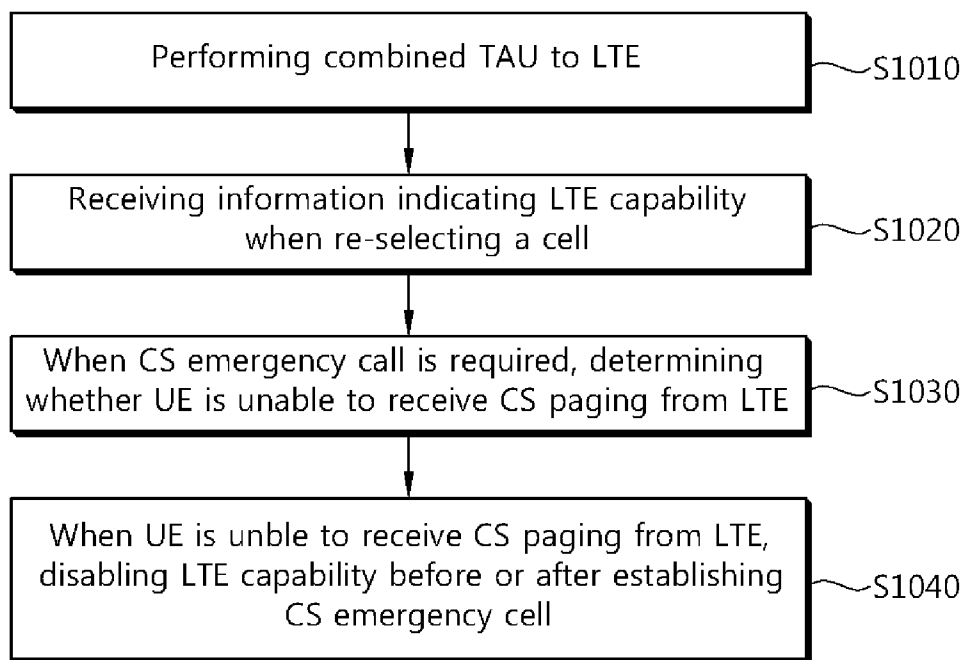 Performing combined TAU to LTE
S1010
Receiving information indicating LTE capability
when re-selecting a cell
S1020
When CS emergency call is required, determining
whether UE is unable to receive CS paging from LTE
S1030
When UE is unble to receive CS paging from LTE,
disabling LTE capability before or after establishing
CS emergency cell
S1040